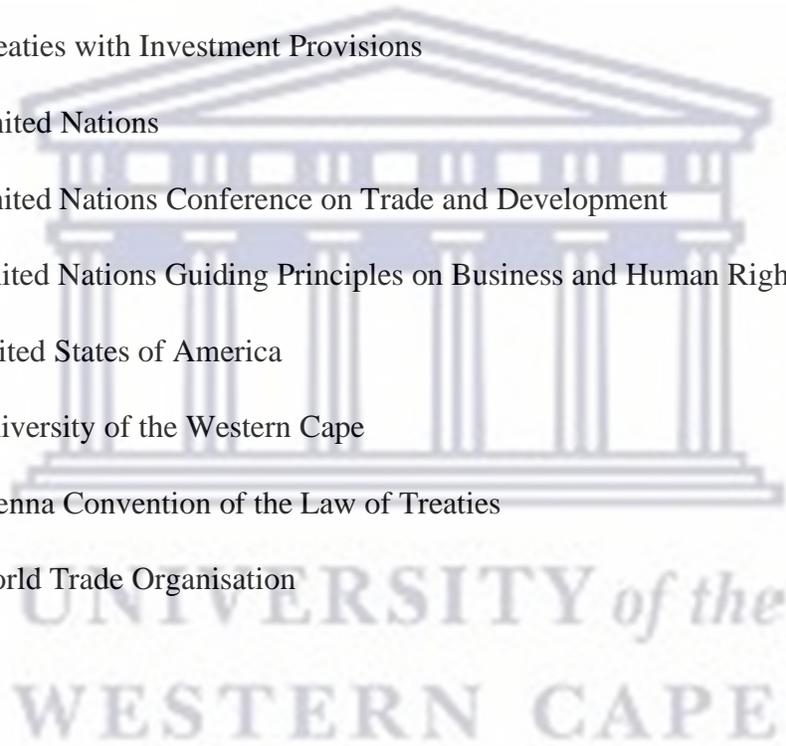 eaties with Investment Provisions
ited Nations
ited Nations Conference on Trade and Development
ited Nations Guiding Principles on Business and Human Righ
ited States of America
iversity of the Western Cape
enna Convention of the Law of Treaties
orld Trade Organisation
UNIVERSITY of the
WESTERN CAPE